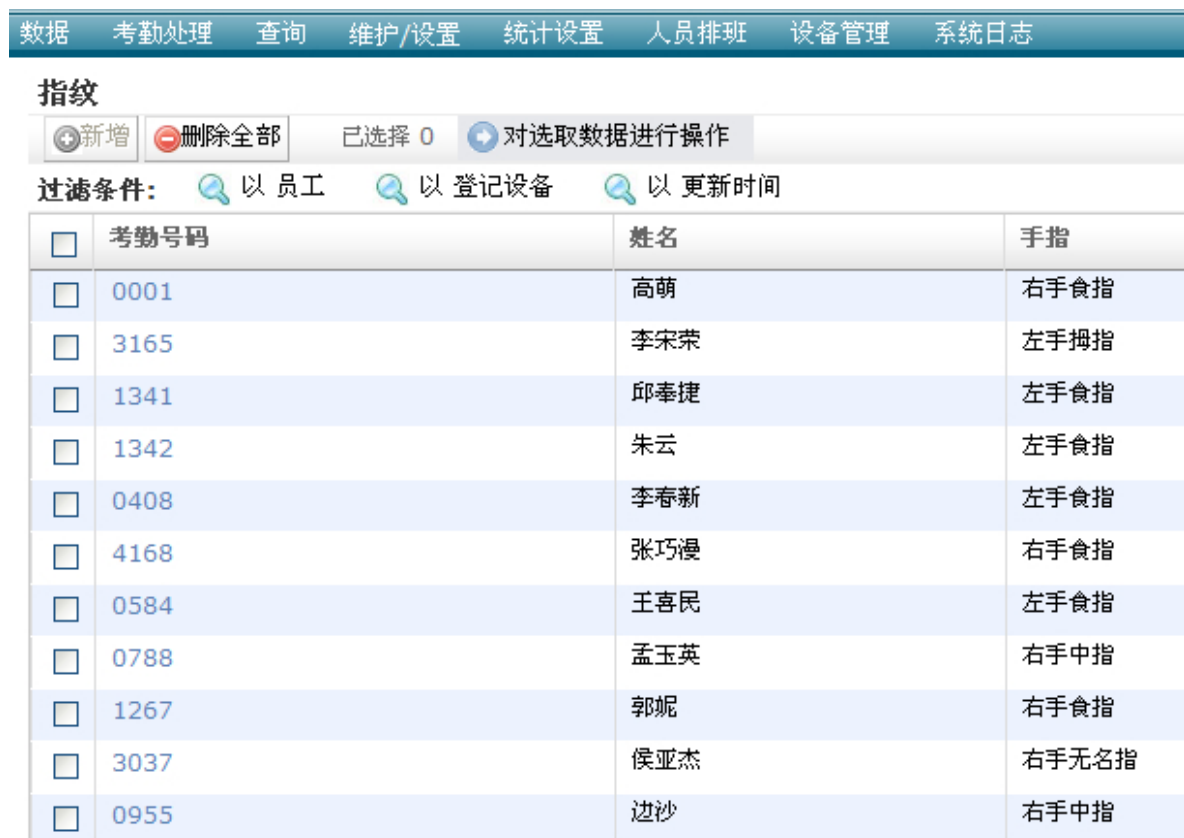 数据 考勤处理 查询 维护/设置 统计设置 人员排班 设备管理 系统日志
指纹
新增 删除全部 已选择 0 对选取数据进行操作
过滤条件: 以 员工 以 登记设备 以 更新时间
考勤号码 姓名 手指
0001 高萌 右手食指
3165 李宋荣 左手拇指
1341 邱奉捷 左手食指
1342 朱云 左手食指
0408 李春新 左手食指
4168 张巧漫 右手食指
0584 王喜民 左手食指
0788 孟玉英 右手中指
1267 郭妮 右手食指
3037 侯亚杰 右手无名指
0955 边沙 右手中指